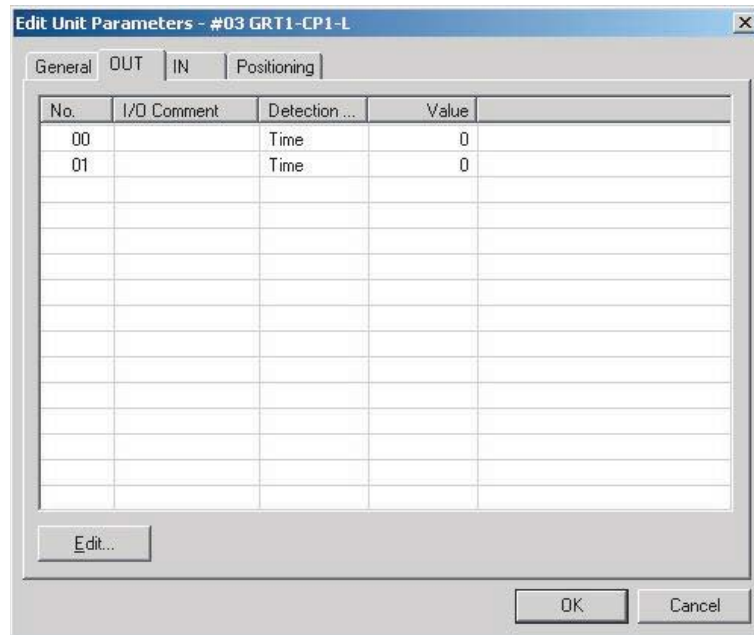 Edit Unit Parameters - #03 GRT1-CP1-L
General OUT IN Positioning
No. I/O Comment Detection ... Value
00 Time 0
01 Time 0
Edit...
OK Cancel